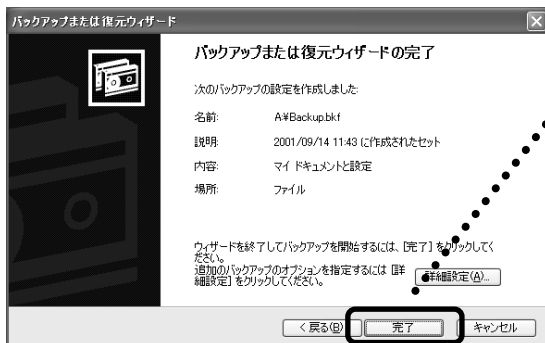 バックアップまたは復元ウィザード
バックアップまたは復元ウィザードの完了
次のバックアップの設定を作成しました:
名前: A¥Backup.bkf
説明: 2001/09/14 11:43 に作成されたセット
内容: マイ ドキュメントと設定
場所: ファイル
ウィザードを終了してバックアップを開始するには、[完了] をクリックしてく
ださい。
追加のバックアップのオプションを指定するには [詳
細設定] をクリックしてください。
詳細設定(A)...
< 戻る(B)
完了
キャンセル